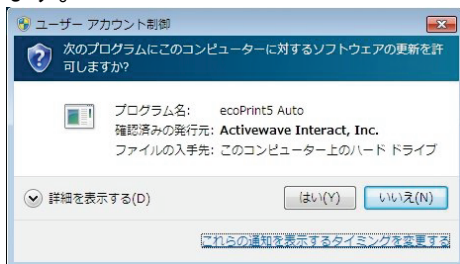 ます。
ユーザー アカウント制御
次のプログラムにこのコンピューターに対するソフトウェアの更新を許
可しますか?
プログラム名: ecoPrint5 Auto
確認済みの発行元: Activewave Interact, Inc.
ファイルの入手先: このコンピューター上のハード ドライブ
詳細を表示する(D)
はい(Y) いいえ(N)
これらの通知を表示するタイミングを変更する